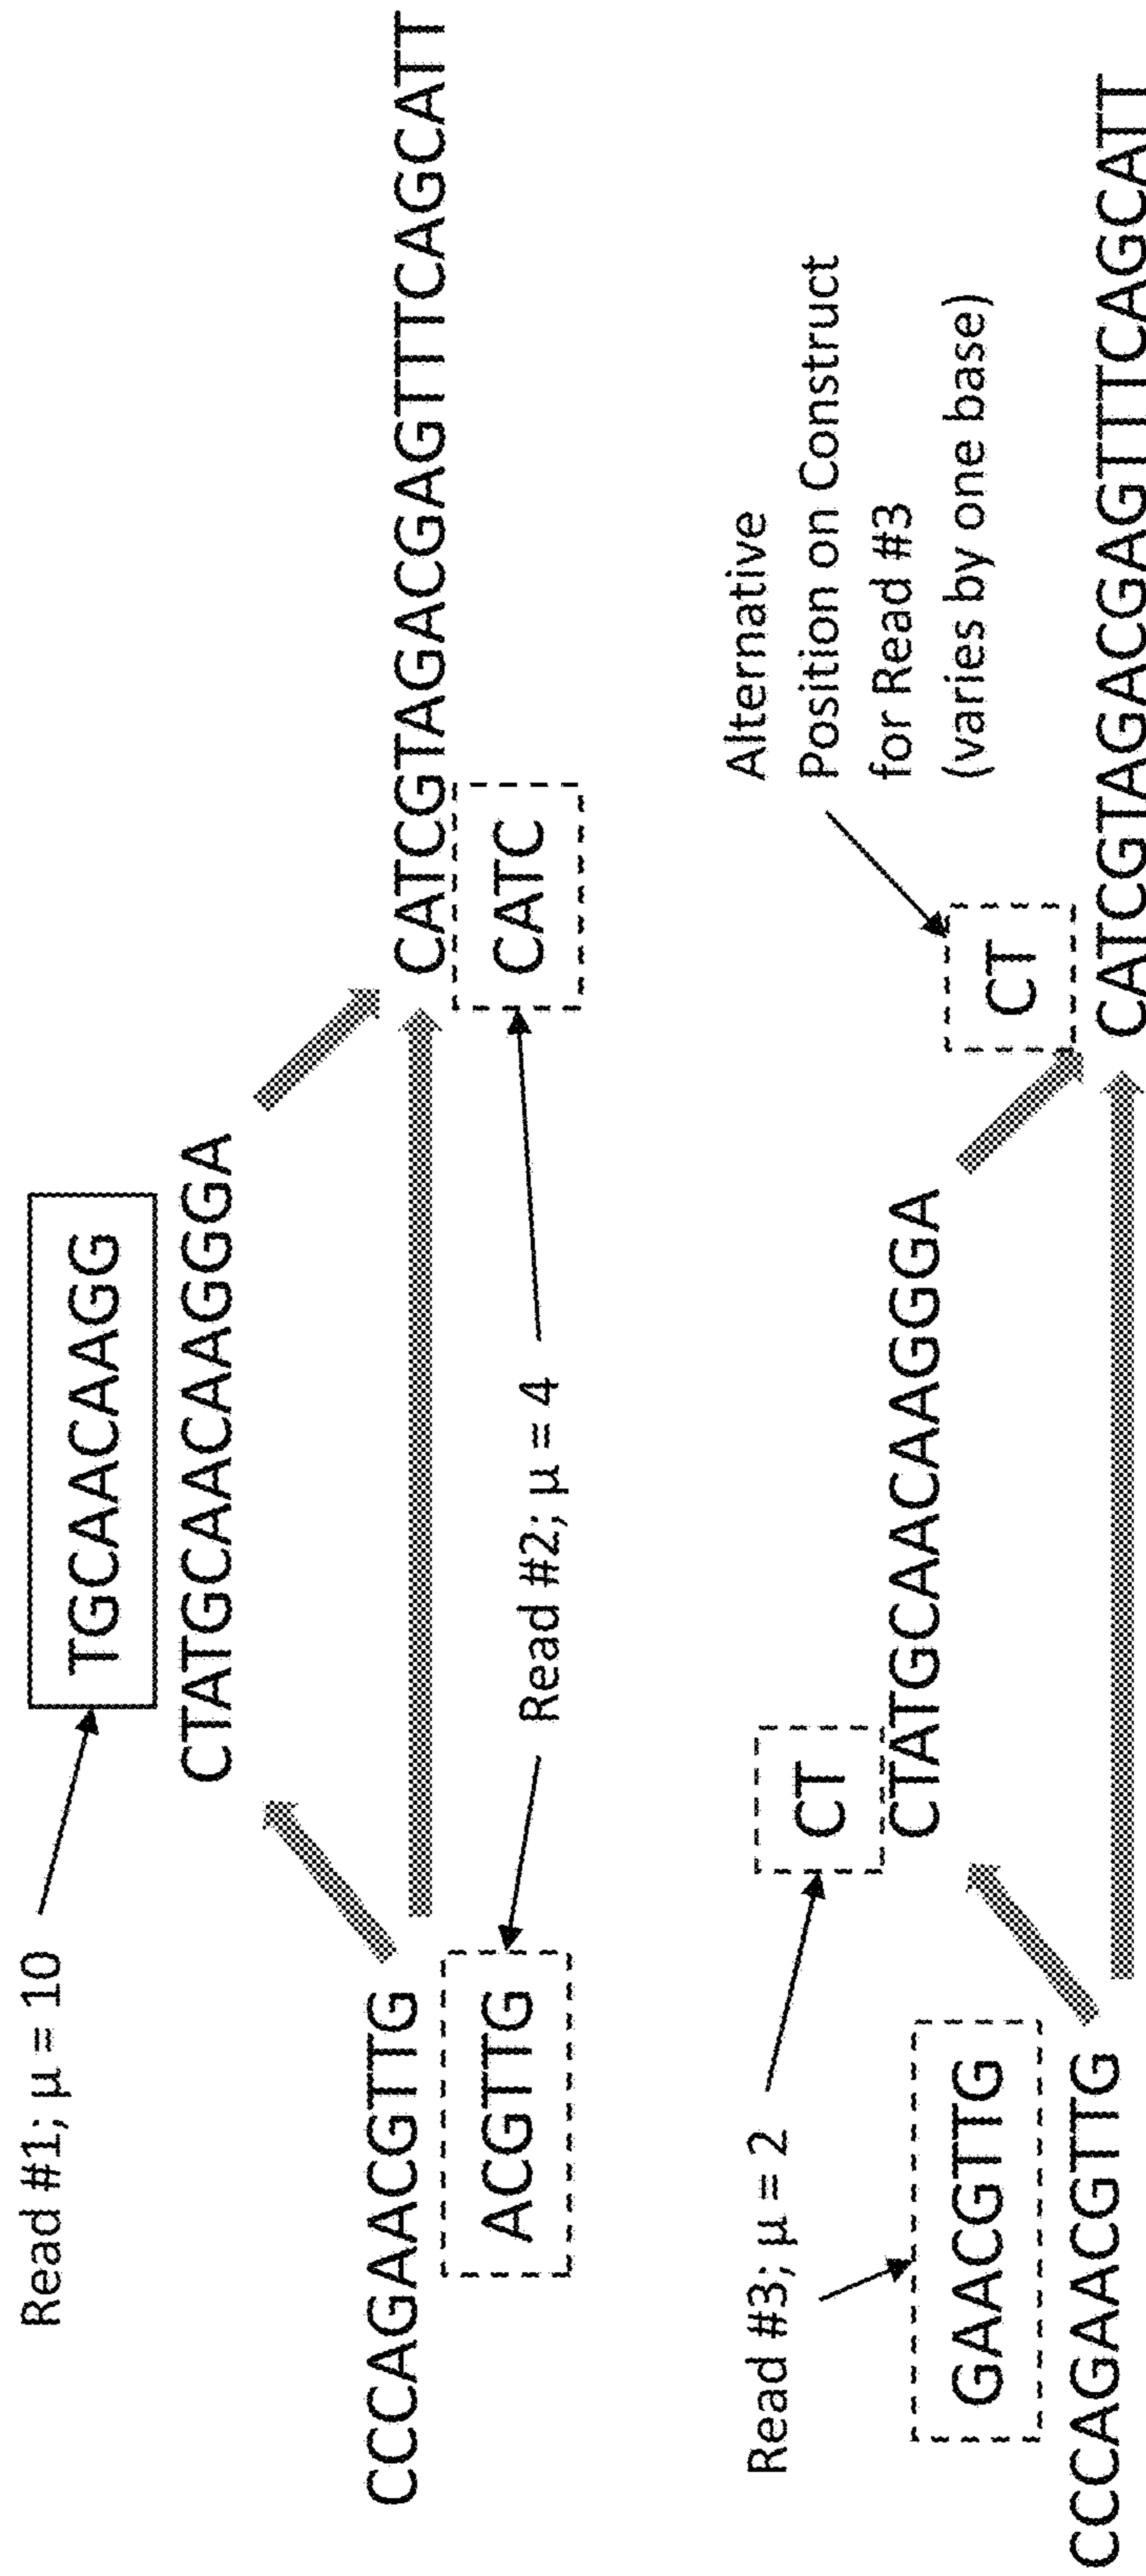 Read #1; µ = 10
TGCAACAAGG
CTATGCAACAAGGGA
CCCAGAACGTTG
CATCGTAGACGAGTTTCAGCATT
ACGTTG
CATC
Read #2; µ = 4
Read #3; µ = 2
CT
Alternative
Position on Construct
for Read #3
(varies by one base)
GAACGTTG
CTATGCAACAAGGGA
CT
CCCAGAACGTTG
CATCGTAGACGAGTTTCAGCATT